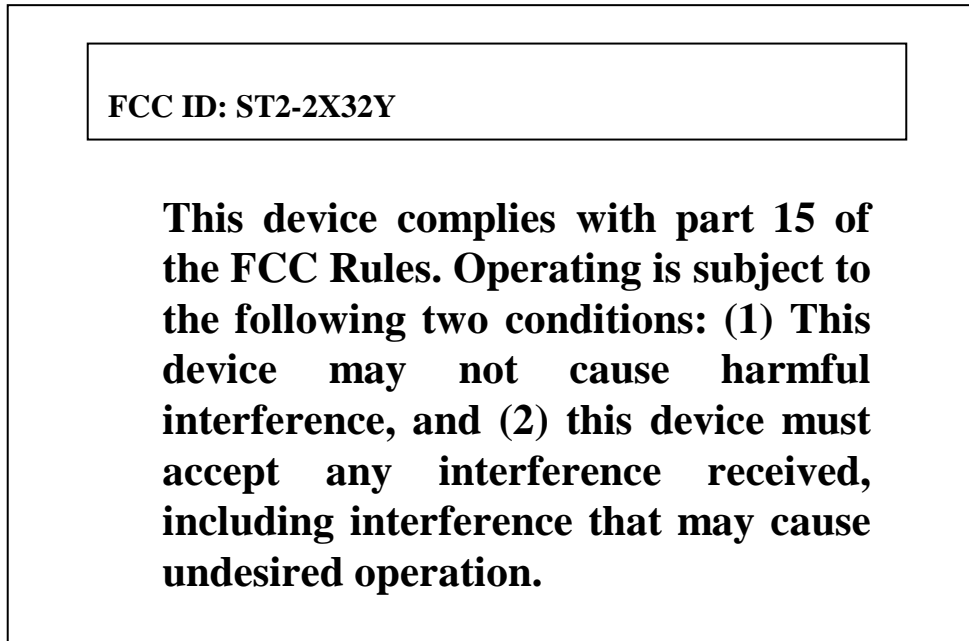 FCC ID: ST2-2X32Y
This device complies with part 15 of
the FCC Rules. Operating is subject to
the following two conditions: (1) This
device may not cause harmful
interference, and (2) this device must
accept any interference received,
including interference that may cause
undesired operation.